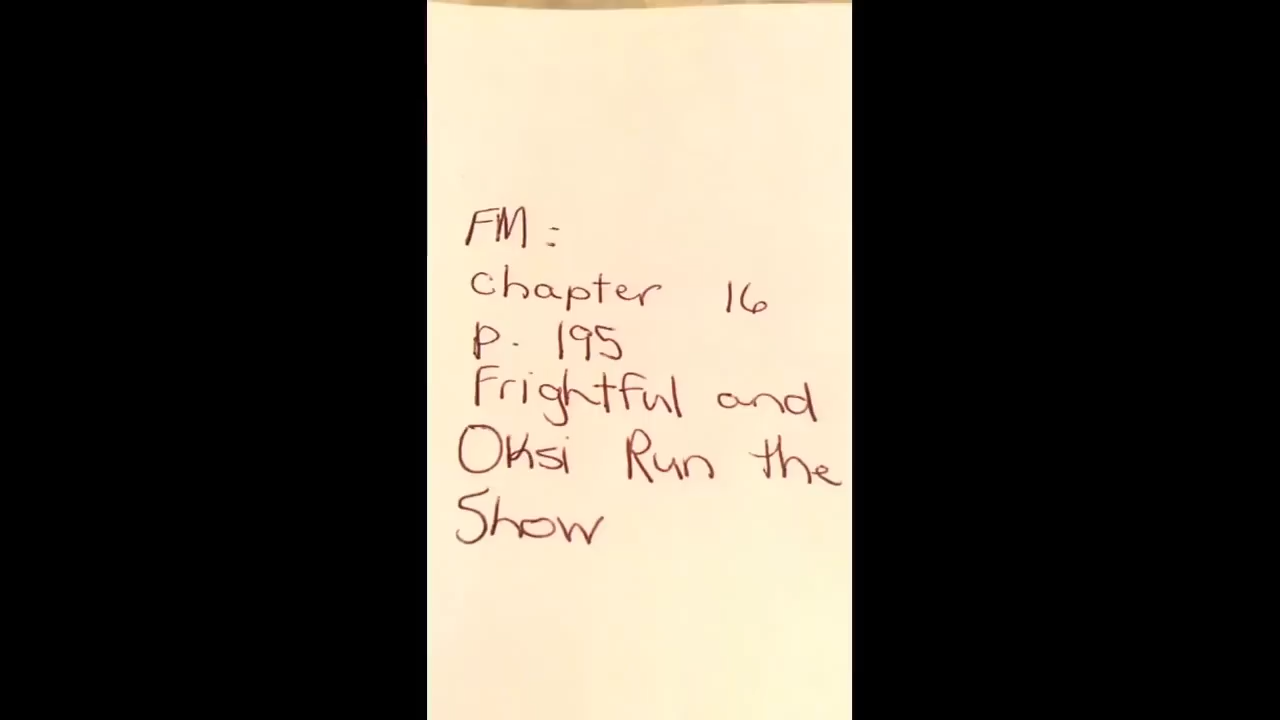 FM:
Chapter 16
p. 195
Frightful and
Oksi Run the
Show